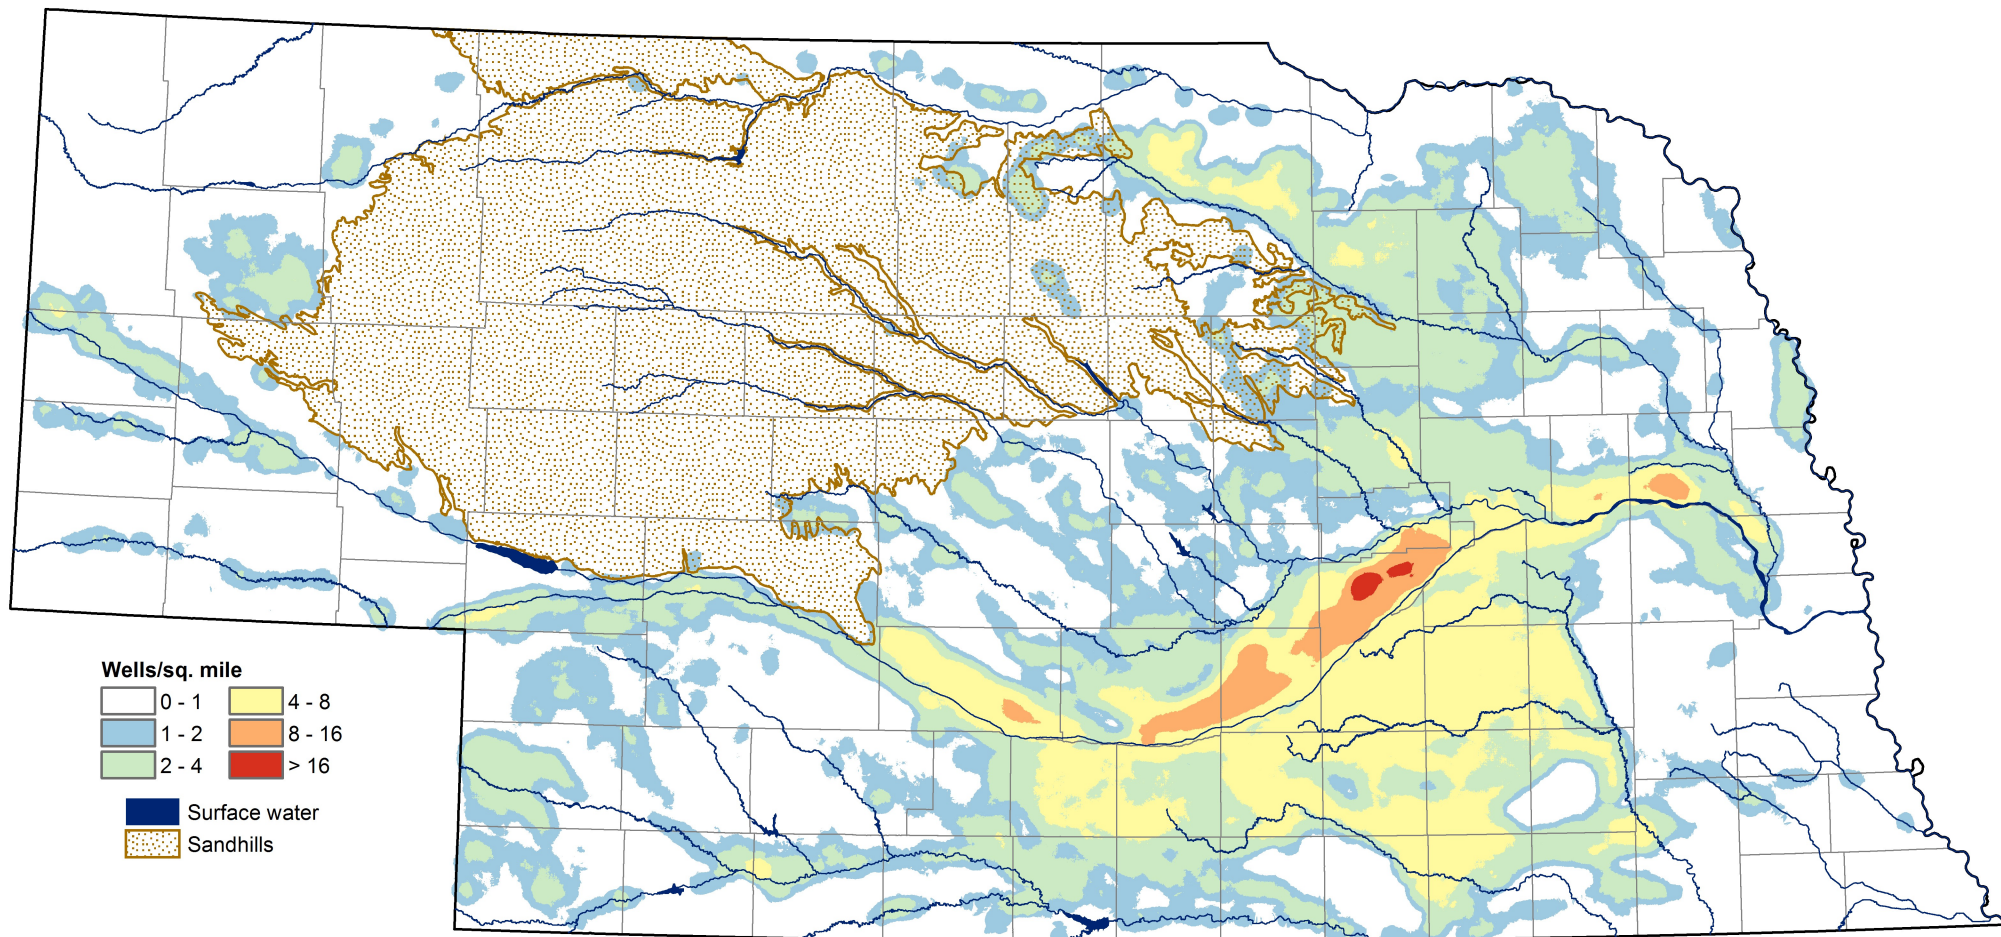 Wells/sq. mile
0 - 1
4 - 8
1 - 2
8 - 16
2 - 4
> 16
Surface water
Sandhills